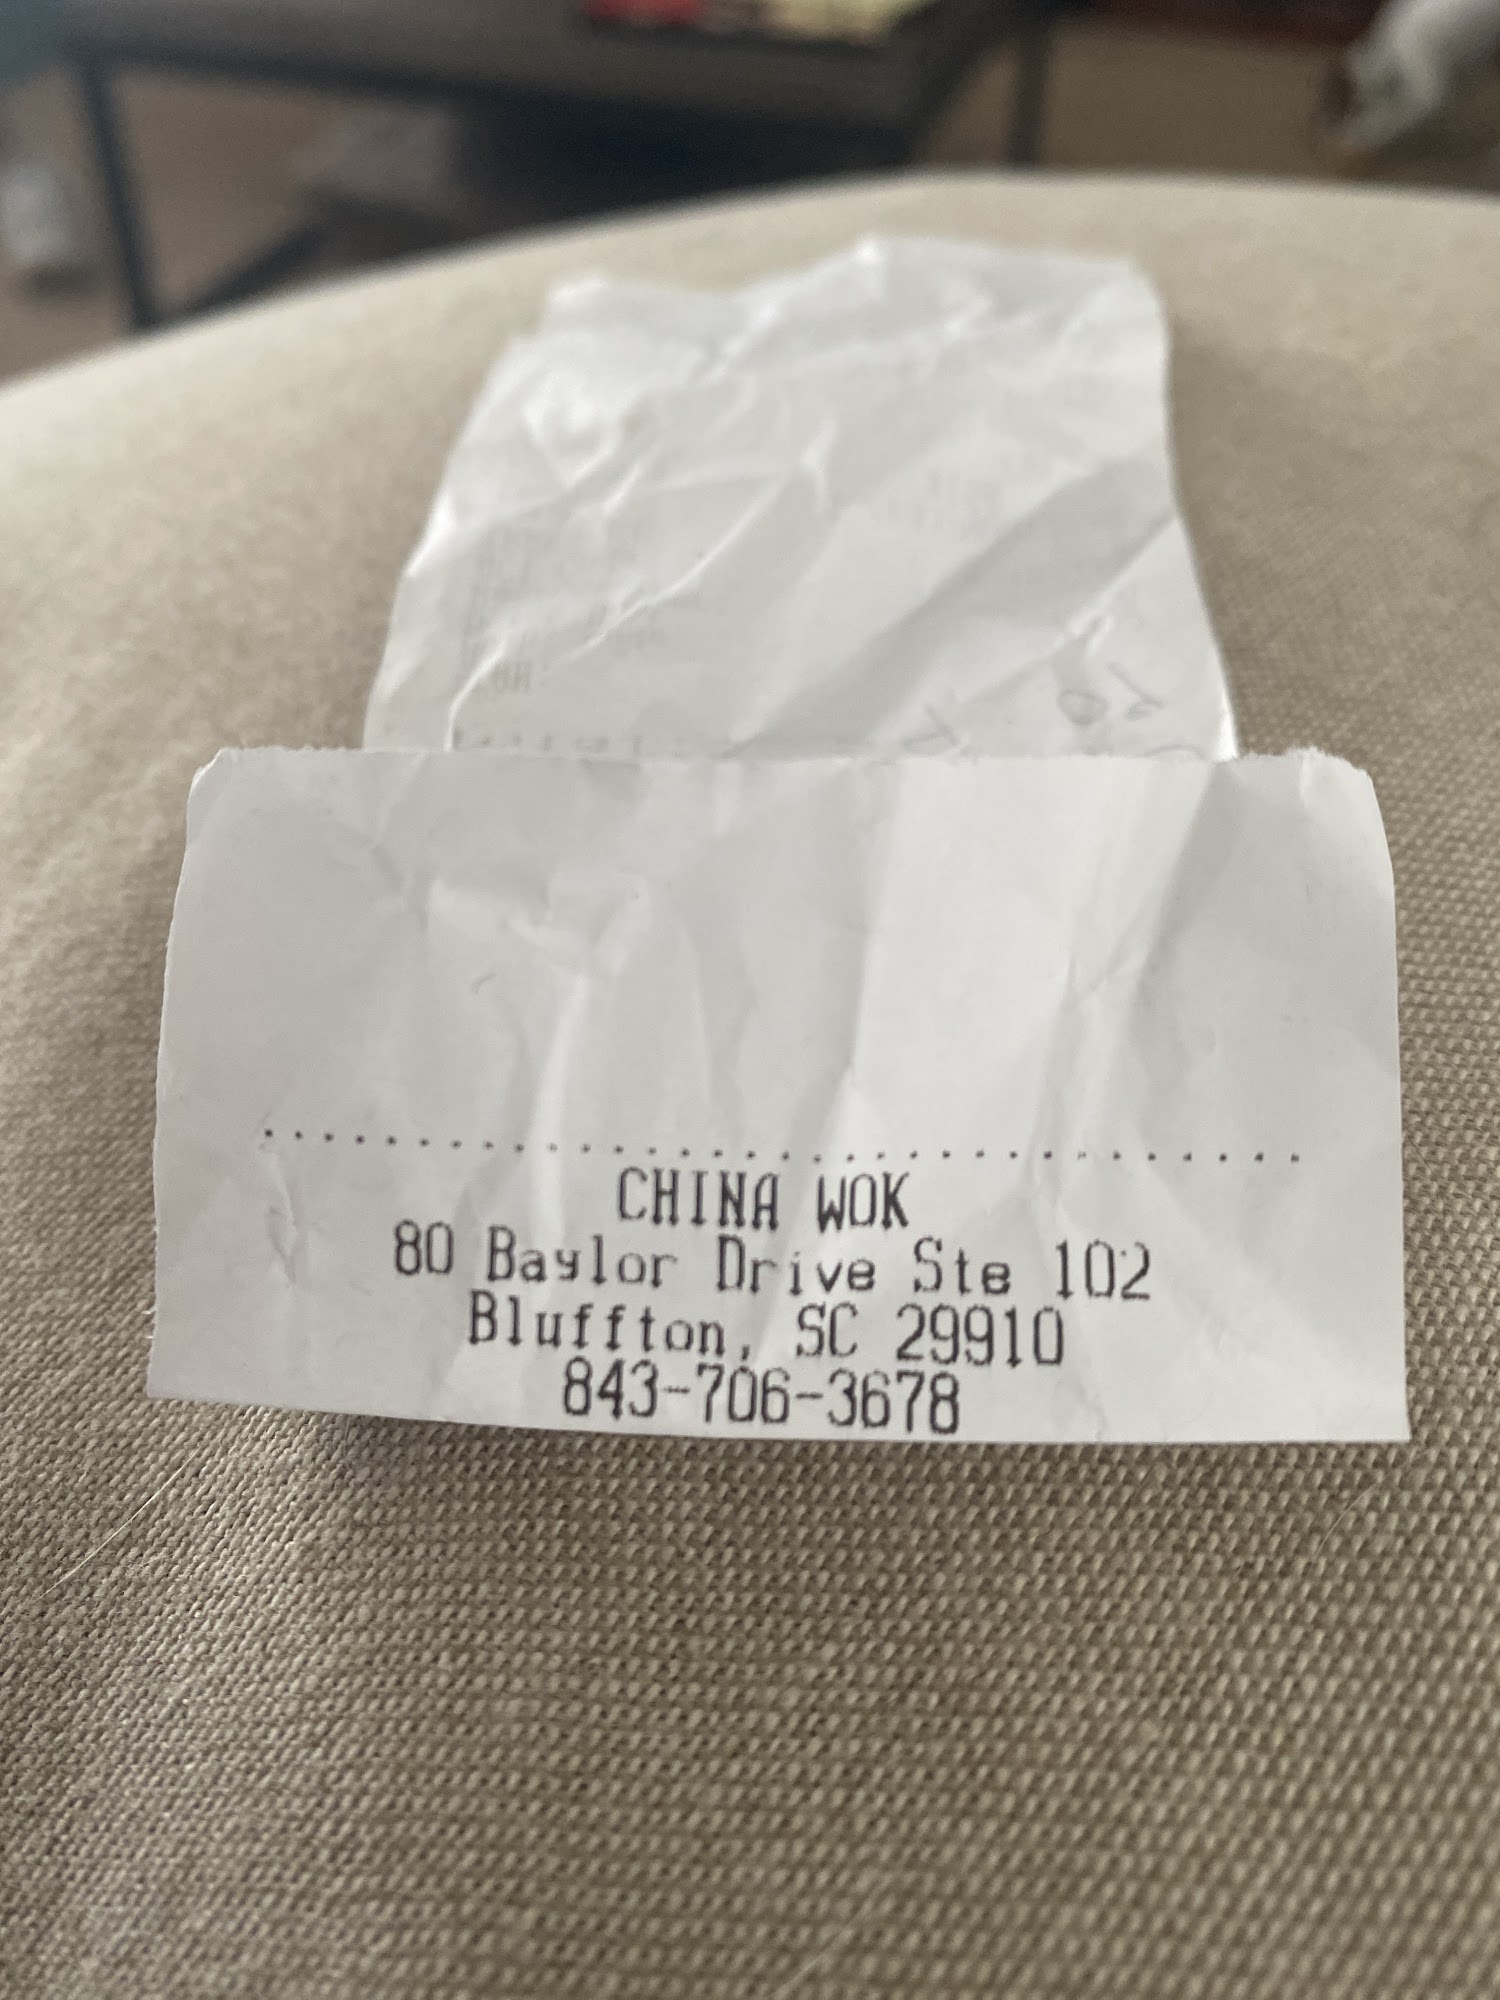 CHINA WOK
80 Baylor Drive Ste 102
Bluffton, SC 29910
843-706-3678